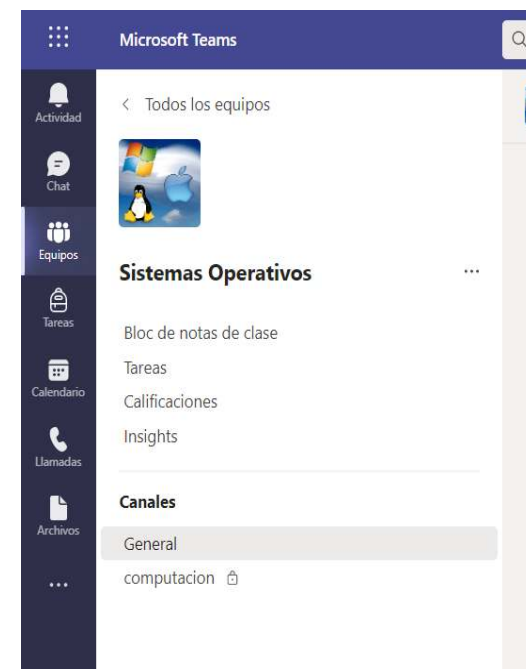 Microsoft Teams
Actividad
Chat
Equipos
Tareas
Calendario
Llamadas
Archivos
Todos los equipos
Sistemas Operativos
Bloc de notas de clase
Tareas
Calificaciones
Insights
Canales
General
computacion